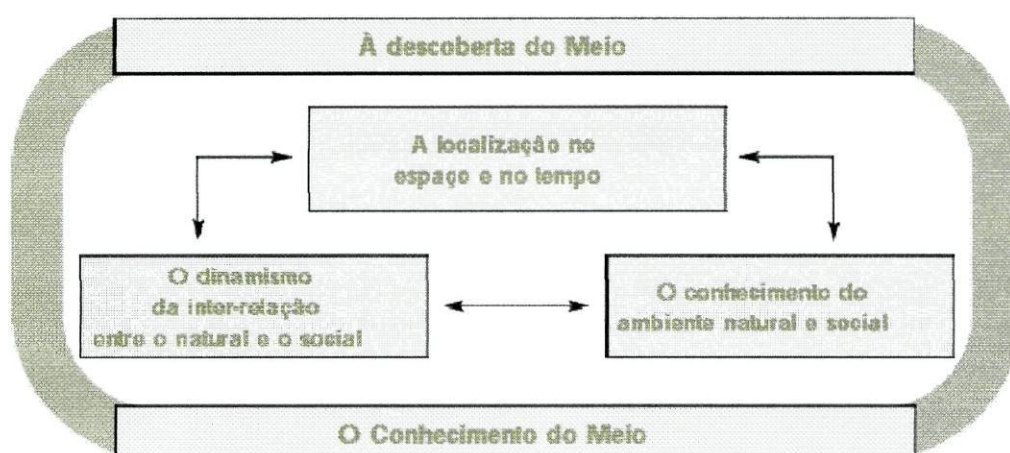 À descoberta do Meio
A localização no
espaço e no tempo
O dinamismo
da inter-relação
entre o natural e o social
O conhecimento do
ambiente natural e social
O Conhecimento do Meio